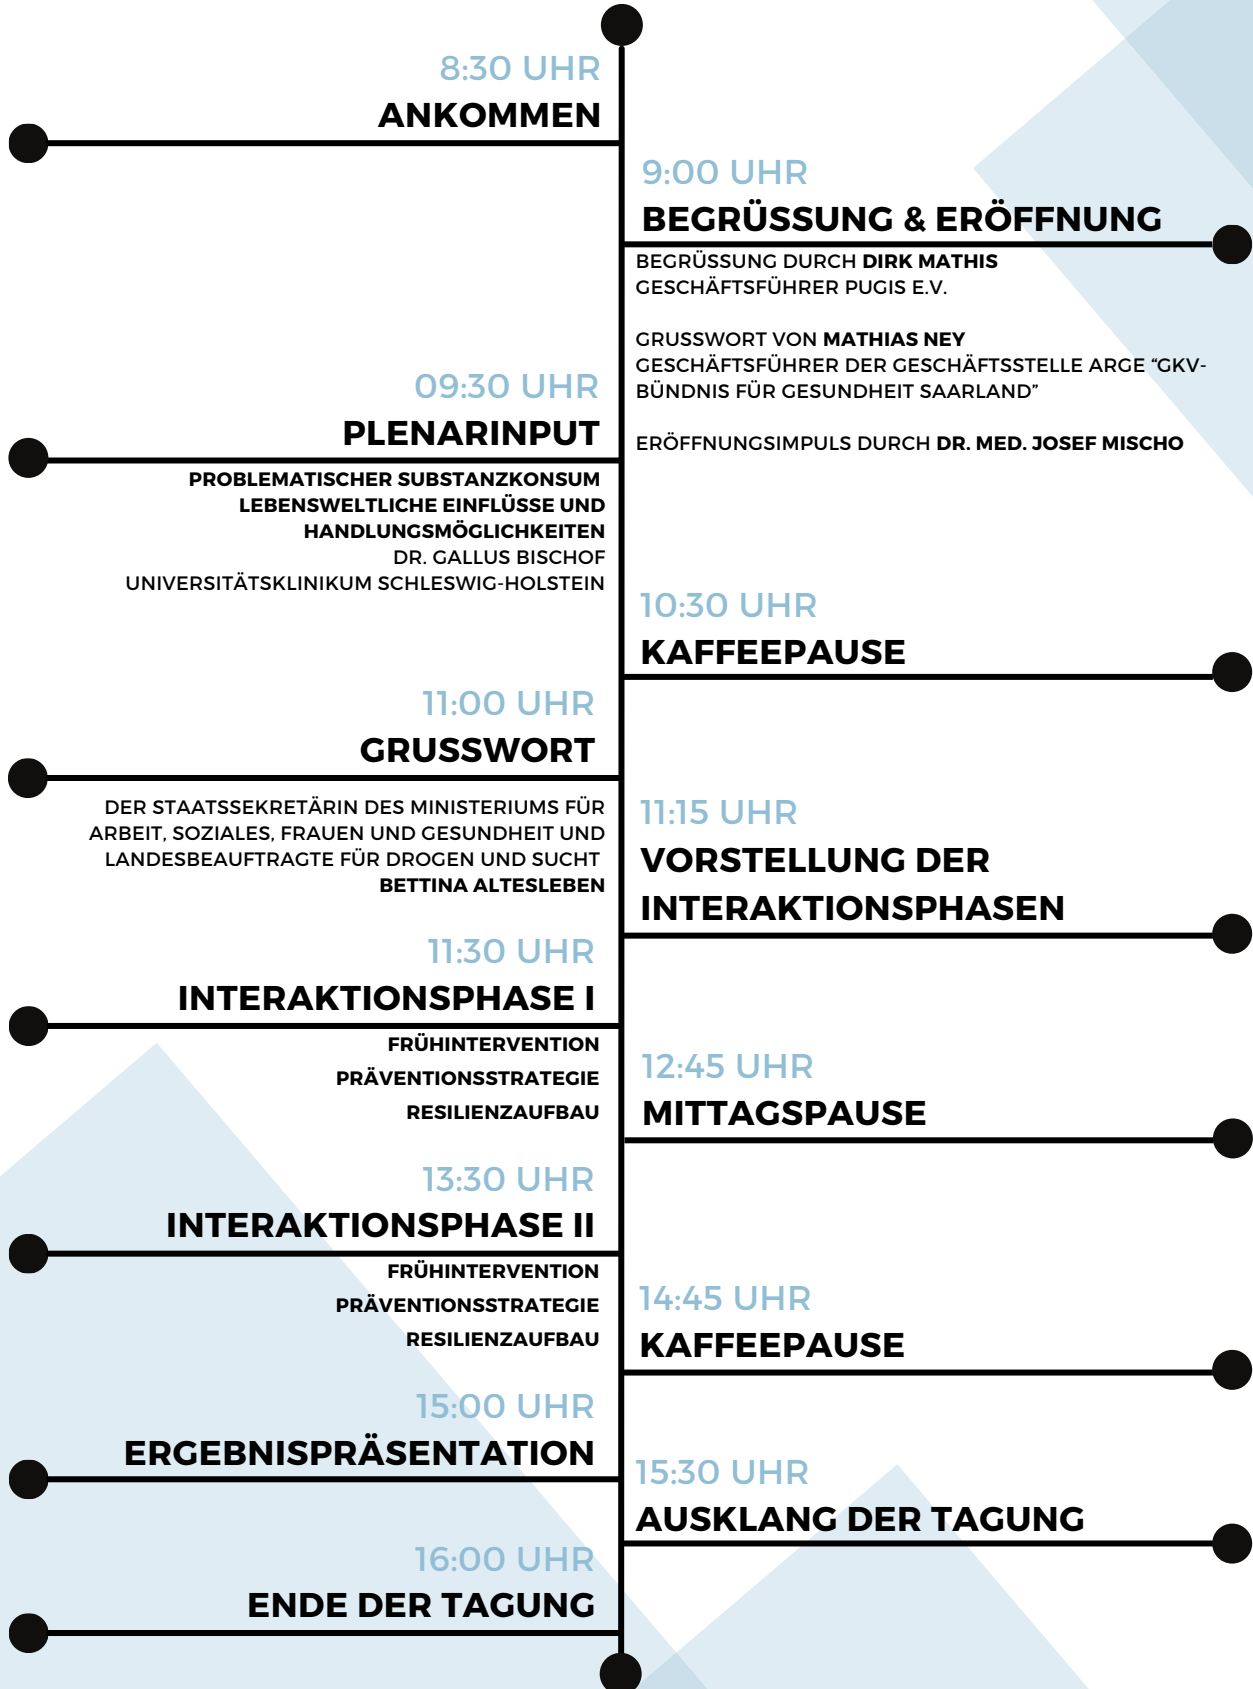 8:30 UHR
ANKOMMEN
9:00 UHR
BEGRÜSSUNG & ERÖFFNUNG
BEGRÜSSUNG DURCH DIRK MATHIS
GESCHÄFTSFÜHRER PUGIS E.V.
GRUSSWORT VON MATHIAS NEY
GESCHÄFTSFÜHRER DER GESCHÄFTSSTELLE ARGE “GKV-
BÜNDNIS FÜR GESUNDHEIT SAARLAND”
ERÖFFNUNGSIMPULS DURCH DR. MED. JOSEF MISCHO
09:30 UHR
PLENARINPUT
PROBLEMATISCHER SUBSTANZKONSUM
LEBENSWELTLICHE EINFLÜSSE UND
HANDLUNGSMÖGLICHKEITEN
DR. GALLUS BISCHOF
UNIVERSITÄTSKLINIKUM SCHLESWIG-HOLSTEIN
10:30 UHR
KAFFEEPAUSE
11:00 UHR
GRUSSWORT
DER STAATSSEKRETÄRIN DES MINISTERIUMS FÜR
ARBEIT, SOZIALES, FRAUEN UND GESUNDHEIT UND
LANDESBEAUFTRAGTE FÜR DROGEN UND SUCHT
BETTINA ALTESLEBEN
11:15 UHR
VORSTELLUNG DER
INTERAKTIONSPHASEN
11:30 UHR
INTERAKTIONSPHASE I
FRÜHINTERVENTION
PRÄVENTIONSSTRATEGIE
RESILIENZAUFBAU
12:45 UHR
MITTAGSPAUSE
13:30 UHR
INTERAKTIONSPHASE II
FRÜHINTERVENTION
PRÄVENTIONSSTRATEGIE
RESILIENZAUFBAU
14:45 UHR
KAFFEEPAUSE
15:00 UHR
ERGEBNISPRÄSENTATION
15:30 UHR
AUSKLANG DER TAGUNG
16:00 UHR
ENDE DER TAGUNG